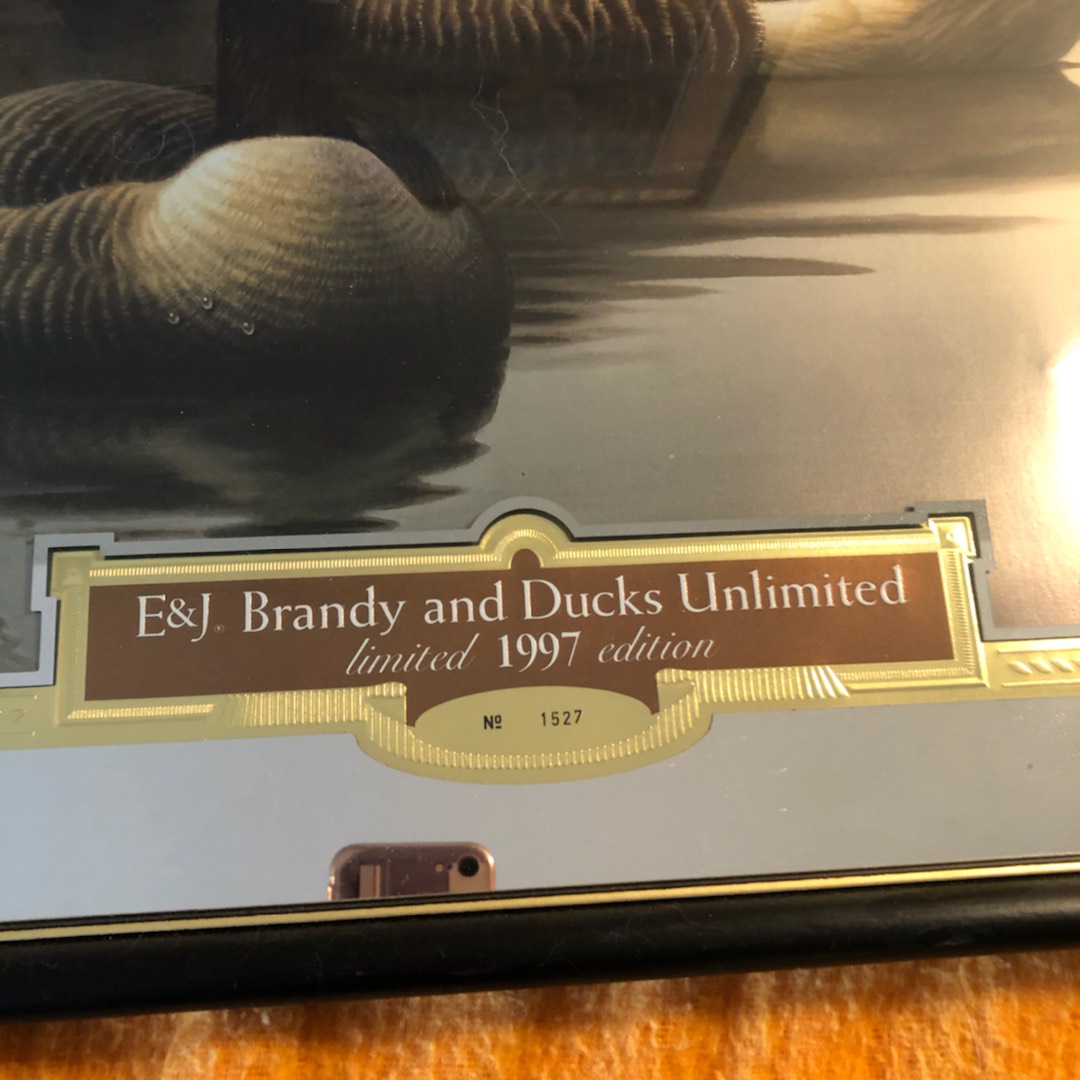 E&J® Brandy and Ducks Unlimited
limited 1997 edition
Nº 1527